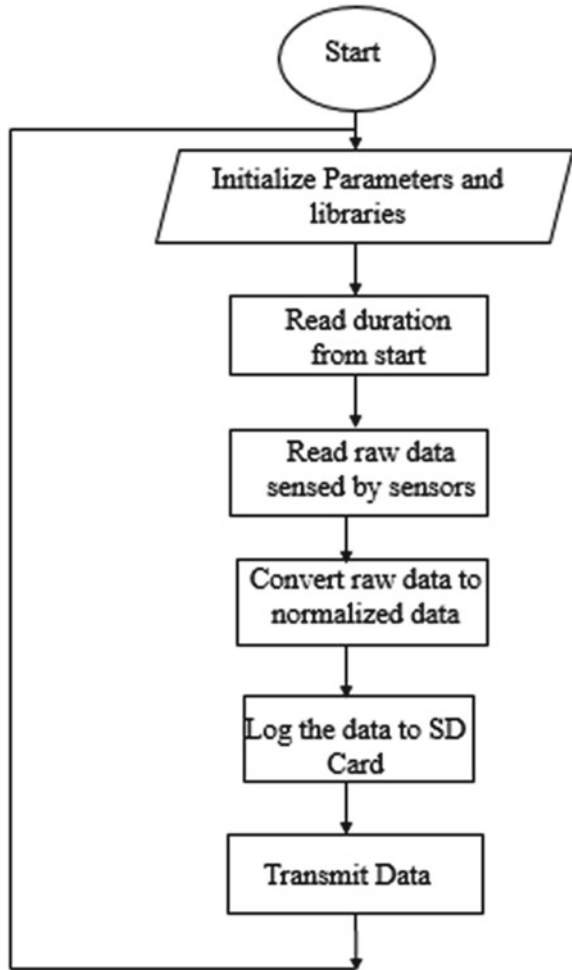 Start
Initialize Parameters and
libraries
Read duration
from start
Read raw data
sensed by sensors
Convert raw data to
normalized data
Log the data to SD
Card
Transmit Data